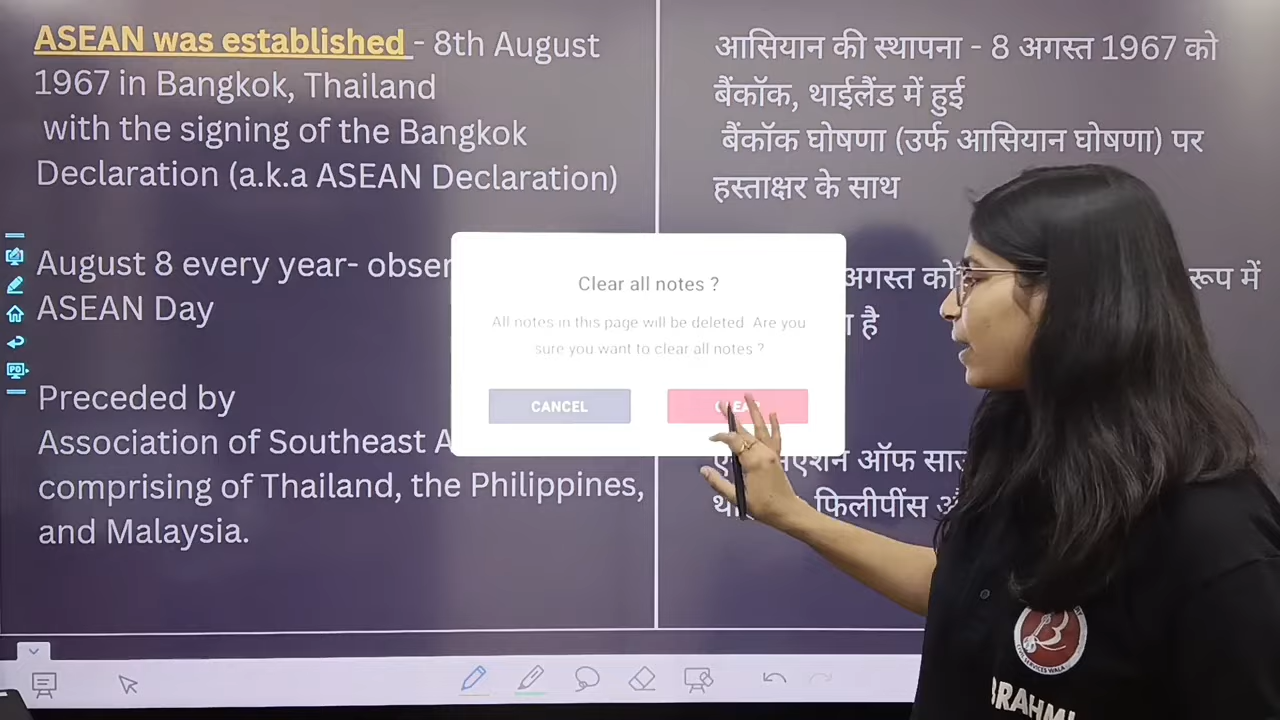 ASEAN was established - 8th August
1967 in Bangkok, Thailand
with the signing of the Bangkok
Declaration (a.k.a ASEAN Declaration)
August 8 every year- obser
ASEAN Day
Preceded by
Association of Southeast A
comprising of Thailand, the Philippines,
and Malaysia.
आसियान की स्थापना - 8 अगस्त 1967 को
बैंकॉक, थाईलैंड में हुई
बैंकॉक घोषणा (उर्फ आसियान घोषणा) पर
हस्ताक्षर के साथ
अगस्त को रूप में
है
ऑफ
फिलीपींस
Clear all notes ?
All notes in this page will be deleted. Are you
sure you want to clear all notes ?
CANCEL CLEAR
BRAHMI